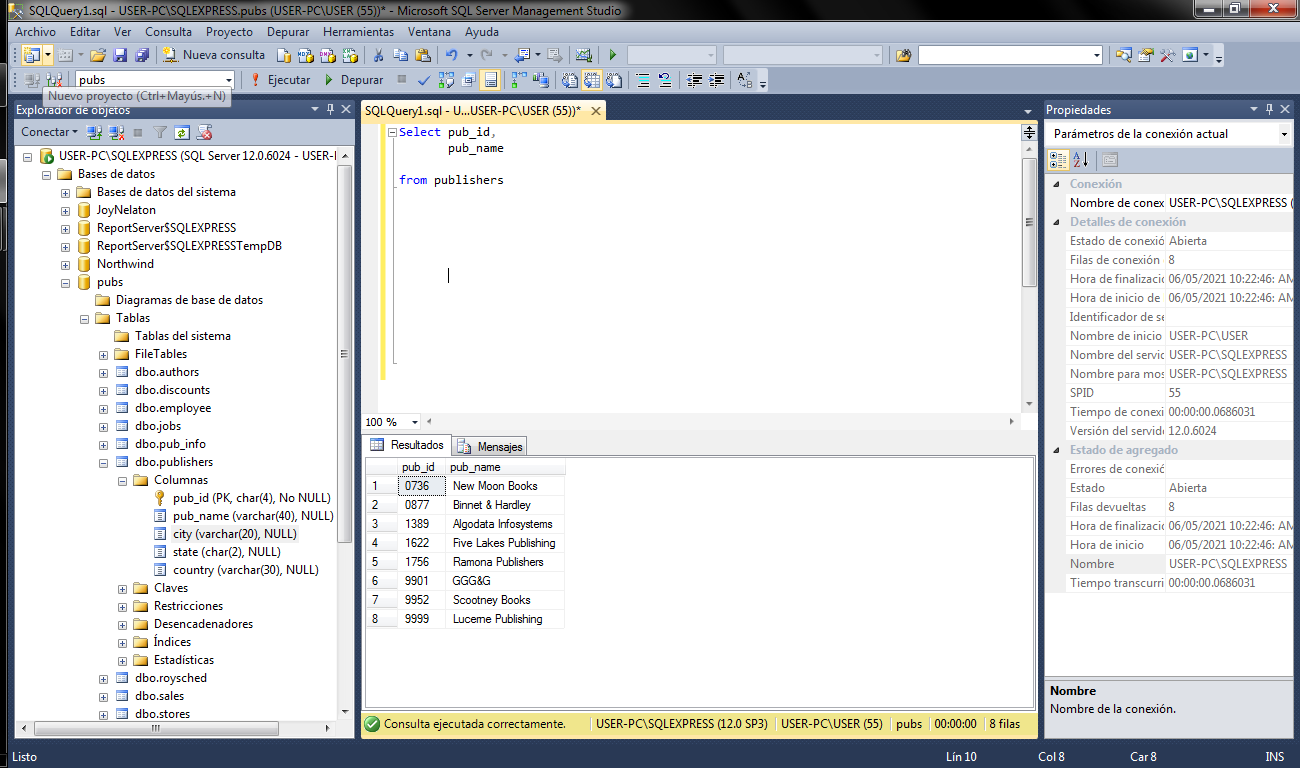 SQLQuery1.sql - USER-PC\SQLEXPRESS.pubs (USER-PC\USER (55))* - Microsoft SQL Server Management Studio
Archivo Editar Ver Consulta Proyecto Depurar Herramientas Ventana Ayuda
Nueva consulta
pubs Ejecutar Depurar
Nuevo proyecto (Ctrl+Mayús.+N)
Explorador de objetos
Conectar
USER-PC\SQLEXPRESS (SQL Server 12.0.6024 - USER-
Bases de datos
Bases de datos del sistema
JoyNelaton
ReportServer$SQLEXPRESS
ReportServer$SQLEXPRESSTempDB
Northwind
pubs
Diagramas de base de datos
Tablas
Tablas del sistema
FileTables
dbo.authors
dbo.discounts
dbo.employee
dbo.jobs
dbo.pub_info
dbo.publishers
Columnas
pub_id (PK, char(4), No NULL)
pub_name (varchar(40), NULL)
city (varchar(20), NULL)
state (char(2), NULL)
country (varchar(30), NULL)
Claves
Restricciones
Desencadenadores
Índices
Estadísticas
dbo.roysched
dbo.sales
dbo.stores
SQLQuery1.sql - U...USER-PC\USER (55))*
Select pub_id,
pub_name
from publishers
100 %
Resultados Mensajes
pub_id pub_name
1 0736 New Moon Books
2 0877 Binnet & Hardley
3 1389 Algodata Infosystems
4 1622 Five Lakes Publishing
5 1756 Ramona Publishers
6 9901 GGG&G
7 9952 Scootney Books
8 9999 Lucerne Publishing
Consulta ejecutada correctamente. USER-PC\SQLEXPRESS (12.0 SP3) USER-PC\USER (55) pubs 00:00:00 8 filas
Propiedades
Parámetros de la conexión actual
Conexión
Nombre de conex USER-PC\SQLEXPRESS (
Detalles de conexión
Estado de conexió Abierta
Filas de conexión 8
Hora de finalizació 06/05/2021 10:22:46: AM
Hora de inicio de 06/05/2021 10:22:46: AM
Identificador de se
Nombre de inicio USER-PC\USER
Nombre del servic USER-PC\SQLEXPRESS
Nombre para mos USER-PC\SQLEXPRESS
SPID 55
Tiempo de conexi 00:00:00.0686031
Versión del servid 12.0.6024
Estado de agregado
Errores de conexió
Estado Abierta
Filas devueltas 8
Hora de finalizació 06/05/2021 10:22:46: AM
Hora de inicio 06/05/2021 10:22:46: AM
Nombre USER-PC\SQLEXPRESS
Tiempo transcurri 00:00:00.0686031
Nombre
Nombre de la conexión.
Listo Lín 10 Col 8 Car 8 INS